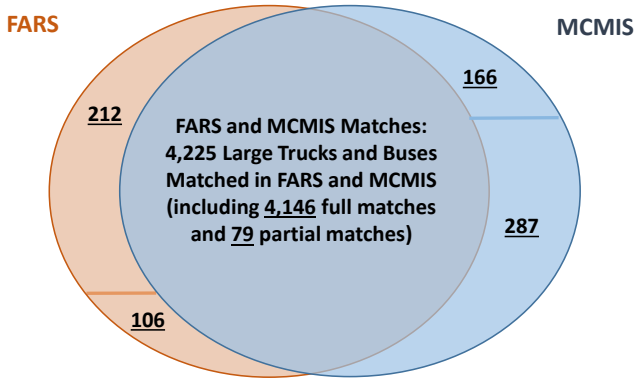 FARS
MCMIS
166
212
FARS and MCMIS Matches:
4,225 Large Trucks and Buses
Matched in FARS and MCMIS
(including 4,146 full matches
and 79 partial matches)
287
106